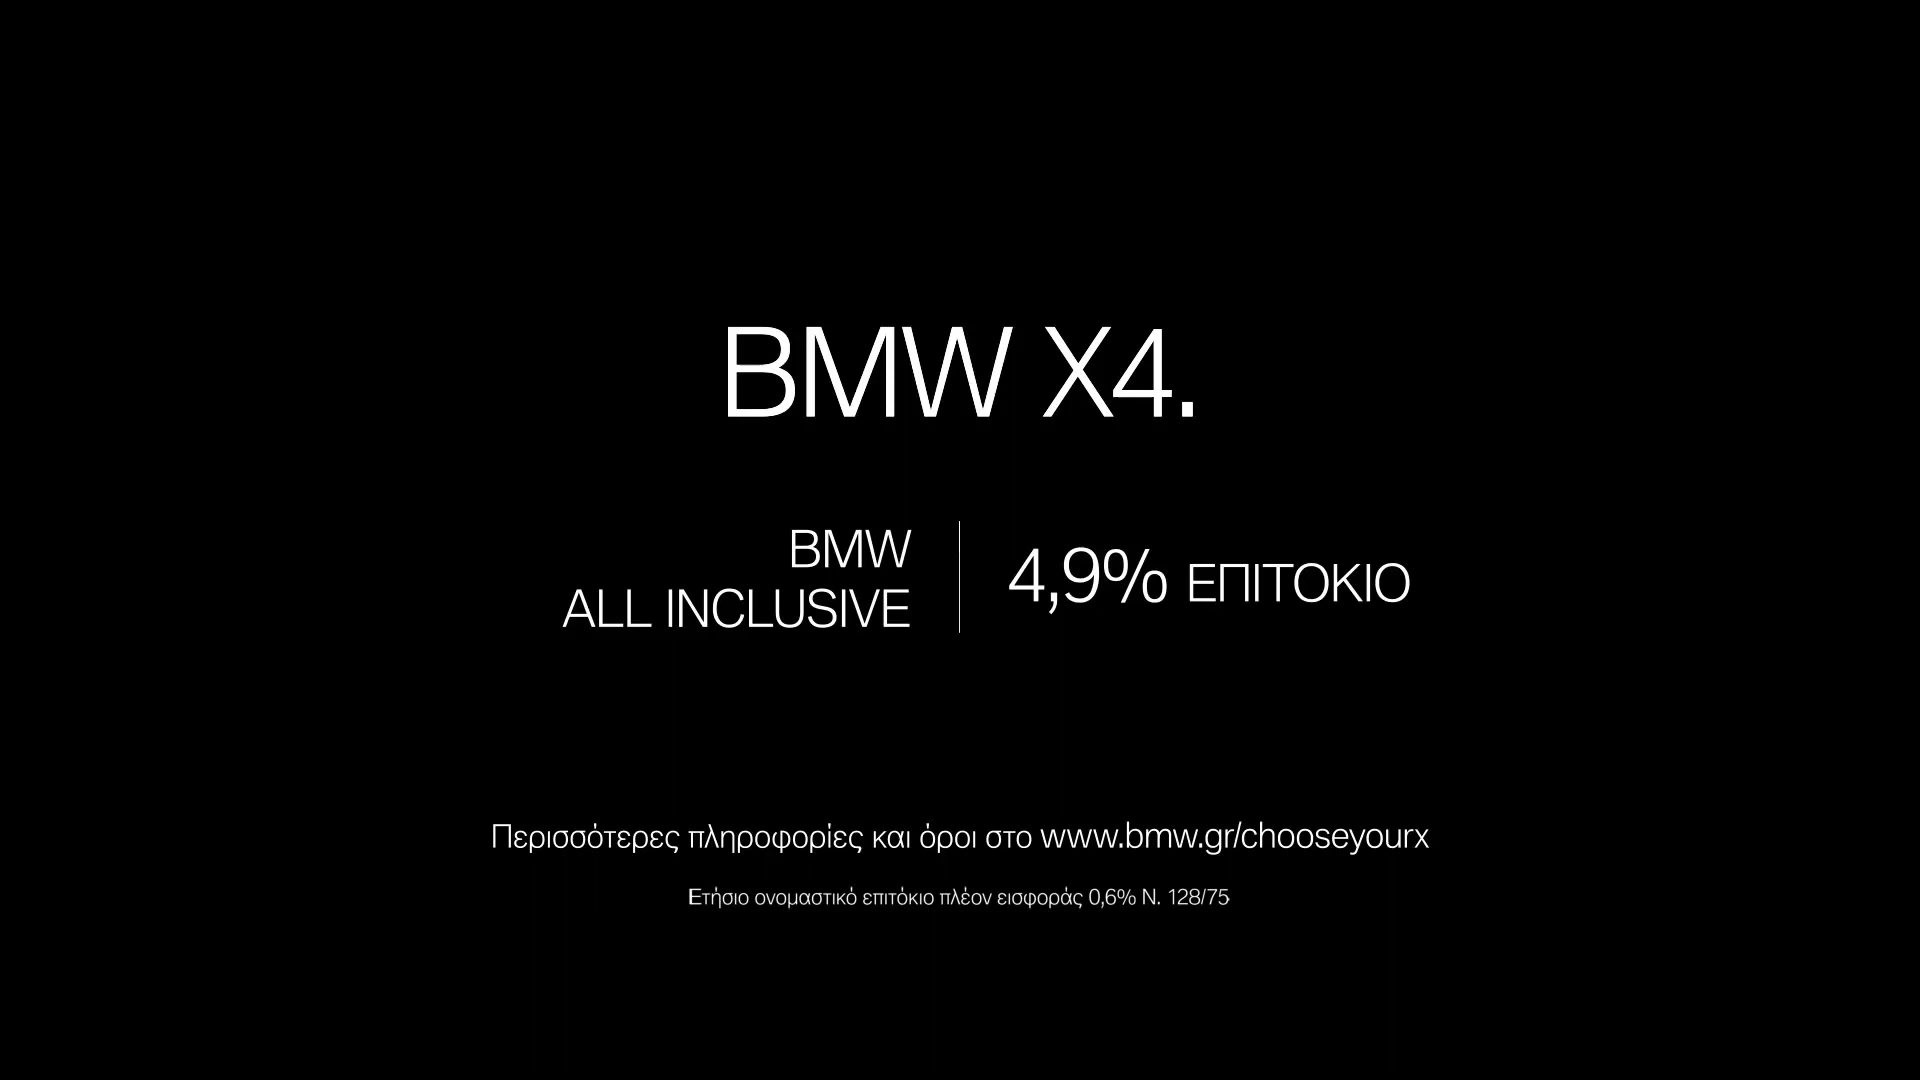 BMW X4.
BMW
ALL INCLUSIVE
4,9% ΕΠΙΤΟΚΙΟ
Περισσότερες πληροφορίες και όροι στο www.bmw.gr/chooseyourx
Ετήσιο ονομαστικό επιτόκιο πλέον εισφοράς 0,6% Ν. 128/75